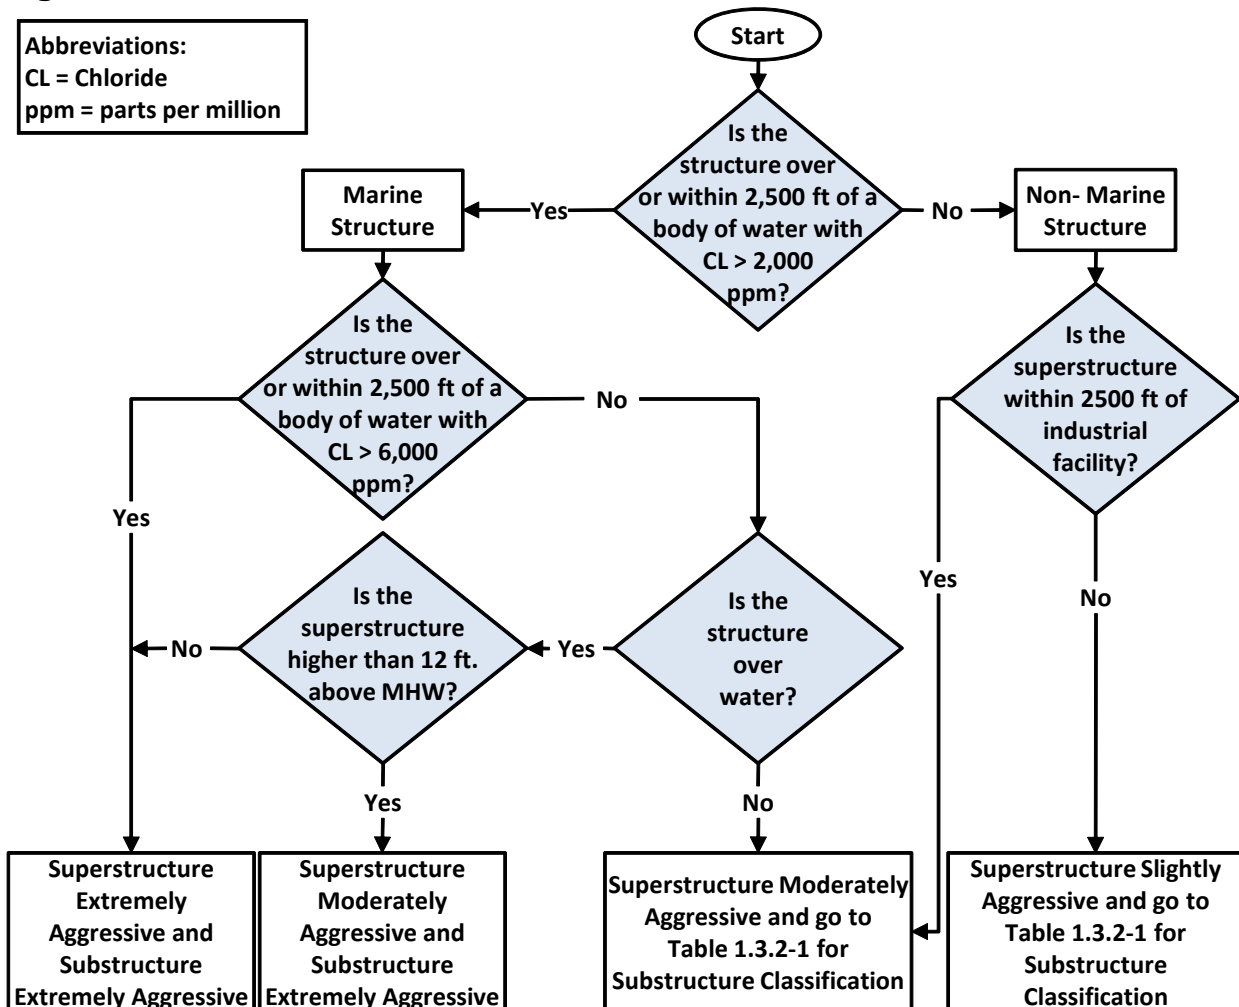 Abbreviations:
CL = Chloride
ppm = parts per million
Start
Is the
structure over
or within 2,500 ft of a
body of water with
CL > 2,000
ppm?
Yes
No
Marine
Structure
Non- Marine
Structure
Is the
structure over
or within 2,500 ft of a
body of water with
CL > 6,000
ppm?
No
Yes
Is the
superstructure
within 2500 ft of
industrial
facility?
Yes
No
Is the
structure
over
water?
Yes
No
Is the
superstructure
higher than 12 ft.
above MHW?
No
Yes
Superstructure
Extremely
Aggressive and
Substructure
Extremely Aggressive
Superstructure
Moderately
Aggressive and
Substructure
Extremely Aggressive
Superstructure Moderately
Aggressive and go to
Table 1.3.2-1 for
Substructure Classification
Superstructure Slightly
Aggressive and go to
Table 1.3.2-1 for
Substructure
Classification